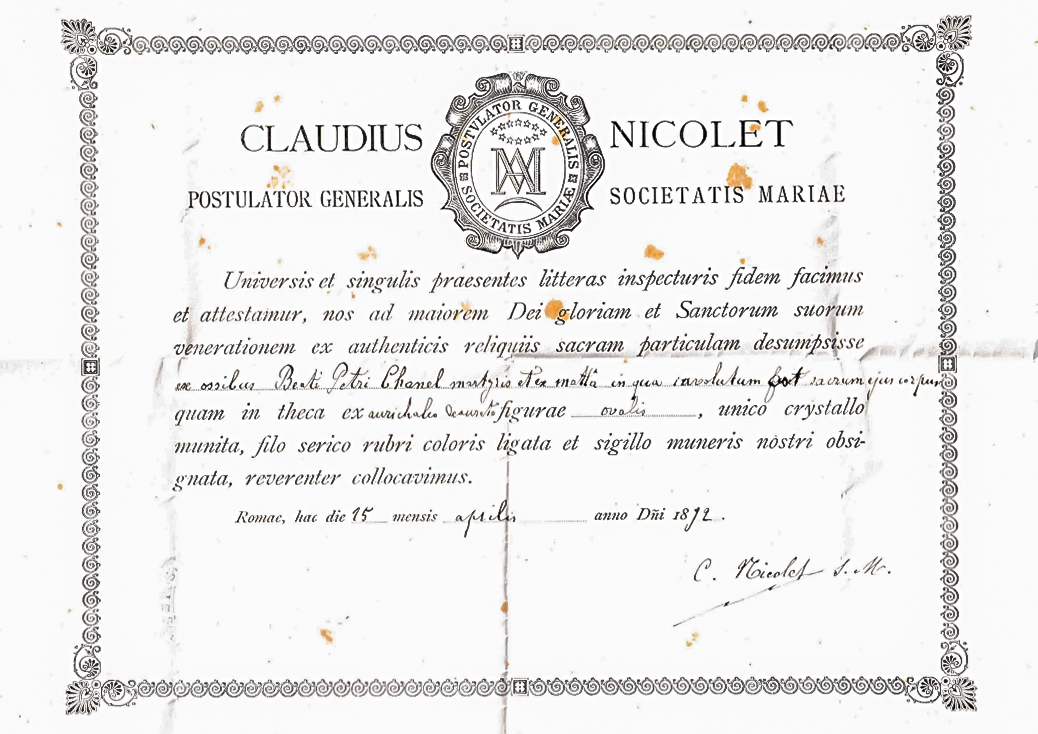 CLAUDIUS NICOLET
POSTULATOR GENERALIS SOCIETATIS MARIAE
POSTVLATOR GENERALIS
SOCIETATIS MARIÆ
Universis et singulis praesentes litteras inspecturis fidem facimus
et attestamur, nos ad maiorem Dei gloriam et Sanctorum suorum
venerationem ex authenticis reliquiis sacram particulam desumpsisse
ex ossibus Beati Petri Chanel martyris et ex mattâ in qua involutum fuit sacrum ejus corpus
quam in theca ex aurichalco deaurato figurae ovalis, unico crystallo
munita, filo serico rubri coloris ligata et sigillo muneris nostri obsi-
gnata, reverenter collocavimus.
Romae, hac die 15 mensis aprilis anno Dñi 1892.
C. Nicolet S. M.